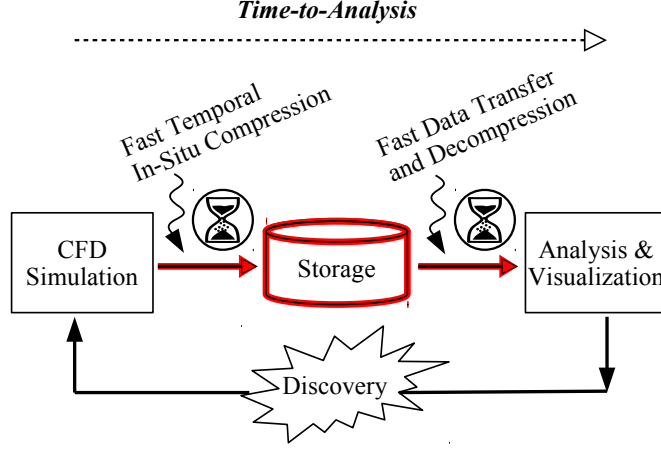 Time-to-Analysis
Fast Temporal
In-Situ Compression
Fast Data Transfer
and Decompression
CFD
Simulation
Storage
Analysis &
Visualization
Discovery